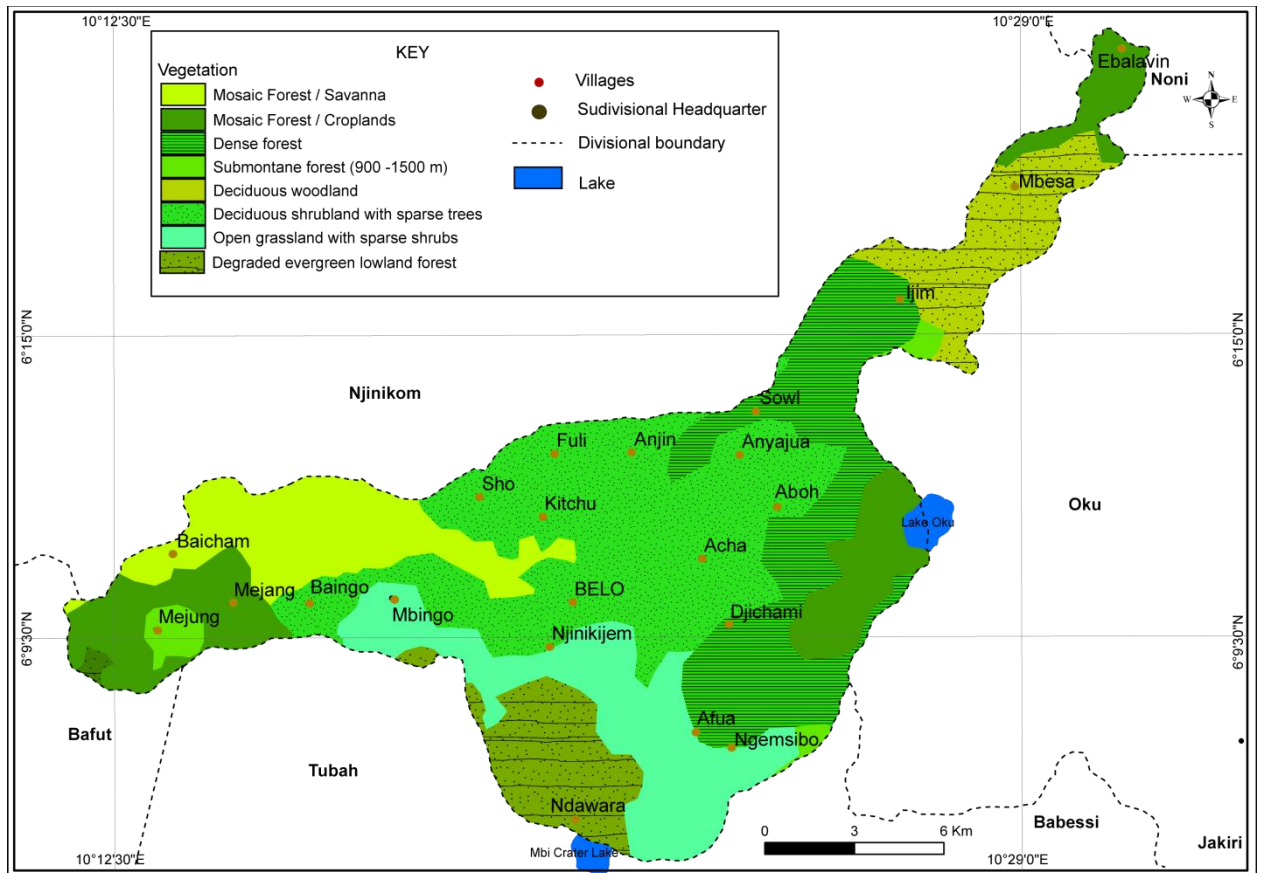 10°12'30"E
10°29'0"E
KEY
Vegetation
Mosaic Forest / Savanna
Mosaic Forest / Croplands
Dense forest
Submontane forest (900 -1500 m)
Deciduous woodland
Deciduous shrubland with sparse trees
Open grassland with sparse shrubs
Degraded evergreen lowland forest
Villages
Sudivisional Headquarter
Divisional boundary
Lake
Ebalavin
Noni
N
W
E
S
Mbesa
Ijim
6°15'0"N
6°15'0"N
Njinikom
Sowl
Fuli
Anjin
Anyajua
Sho
Kitchu
Aboh
Oku
Lake Oku
Baicham
Acha
Mejang
Baingo
BELO
Mbingo
Mejung
Djichami
Njinikijem
6°9'30"N
6°9'30"N
Bafut
Afua
Ngemsibo
Tubah
Ndawara
0
3
6 Km
Babessi
Jakiri
Mbi Crater Lake
10°12'30"E
10°29'0"E